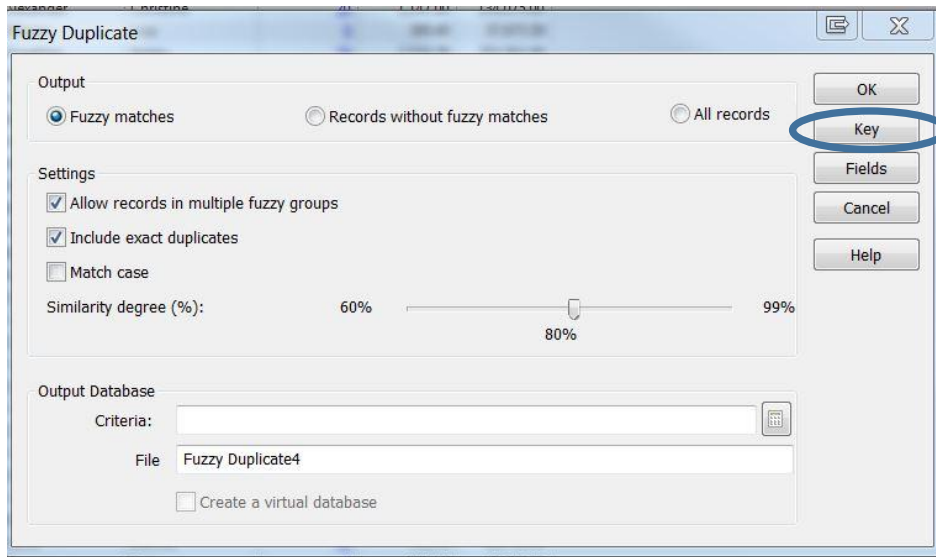 Fuzzy Duplicate
Output
Fuzzy matches
Records without fuzzy matches
All records
OK
Key
Fields
Cancel
Help
Settings
Allow records in multiple fuzzy groups
Include exact duplicates
Match case
Similarity degree (%): 60% 99%
80%
Output Database
Criteria:
File Fuzzy Duplicate4
Create a virtual database